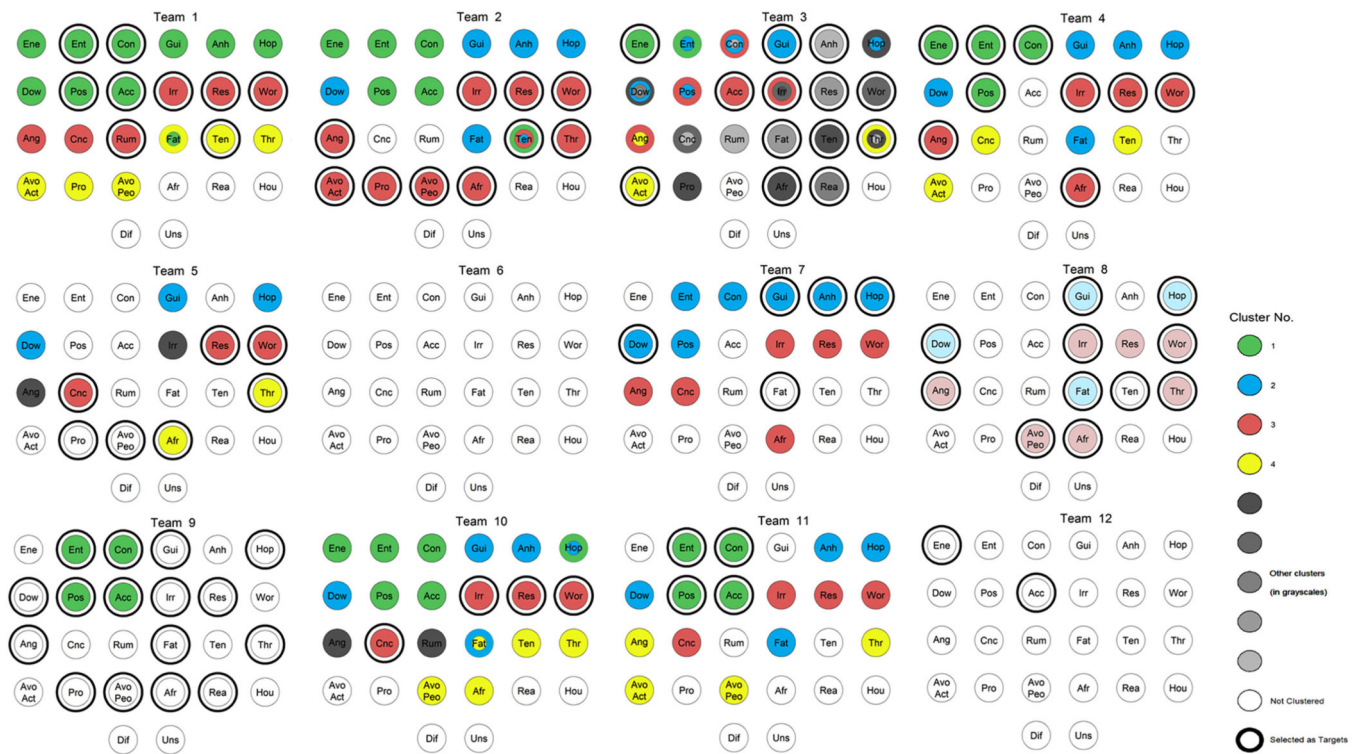 Team 1 Team 2 Team 3 Team 4
Ene Ent Con Gui Anh Hop Ene Ent Con Gui Anh Hop Ene Ent Con Gui Anh Hop Ene Ent Con Gui Anh Hop
Dow Pos Acc Irr Res Wor Dow Pos Acc Irr Res Wor Dow Pos Acc Irr Res Wor Dow Pos Acc Irr Res Wor
Ang Cnc Rum Fat Ten Thr Ang Cnc Rum Fat Ten Thr Ang Cnc Rum Fat Ten Thr Ang Cnc Rum Fat Ten Thr
Avo Act Pro Avo Peo Afr Rea Hou Avo Act Pro Avo Peo Afr Rea Hou Avo Act Pro Avo Peo Afr Rea Hou Avo Act Pro Avo Peo Afr Rea Hou
Dif Uns Dif Uns Dif Uns Dif Uns
Team 5 Team 6 Team 7 Team 8
Ene Ent Con Gui Anh Hop Ene Ent Con Gui Anh Hop Ene Ent Con Gui Anh Hop Ene Ent Con Gui Anh Hop
Dow Pos Acc Irr Res Wor Dow Pos Acc Irr Res Wor Dow Pos Acc Irr Res Wor Dow Pos Acc Irr Res Wor
Ang Cnc Rum Fat Ten Thr Ang Cnc Rum Fat Ten Thr Ang Cnc Rum Fat Ten Thr Ang Cnc Rum Fat Ten Thr
Avo Act Pro Avo Peo Afr Rea Hou Avo Act Pro Avo Peo Afr Rea Hou Avo Act Pro Avo Peo Afr Rea Hou Avo Act Pro Avo Peo Afr Rea Hou
Dif Uns Dif Uns Dif Uns Dif Uns
Team 9 Team 10 Team 11 Team 12
Ene Ent Con Gui Anh Hop Ene Ent Con Gui Anh Hop Ene Ent Con Gui Anh Hop Ene Ent Con Gui Anh Hop
Dow Pos Acc Irr Res Wor Dow Pos Acc Irr Res Wor Dow Pos Acc Irr Res Wor Dow Pos Acc Irr Res Wor
Ang Cnc Rum Fat Ten Thr Ang Cnc Rum Fat Ten Thr Ang Cnc Rum Fat Ten Thr Ang Cnc Rum Fat Ten Thr
Avo Act Pro Avo Peo Afr Rea Hou Avo Act Pro Avo Peo Afr Rea Hou Avo Act Pro Avo Peo Afr Rea Hou Avo Act Pro Avo Peo Afr Rea Hou
Dif Uns Dif Uns Dif Uns Dif Uns
Cluster No.
1
2
3
4
Other clusters
(in grayscales)
Not Clustered
Selected as Targets